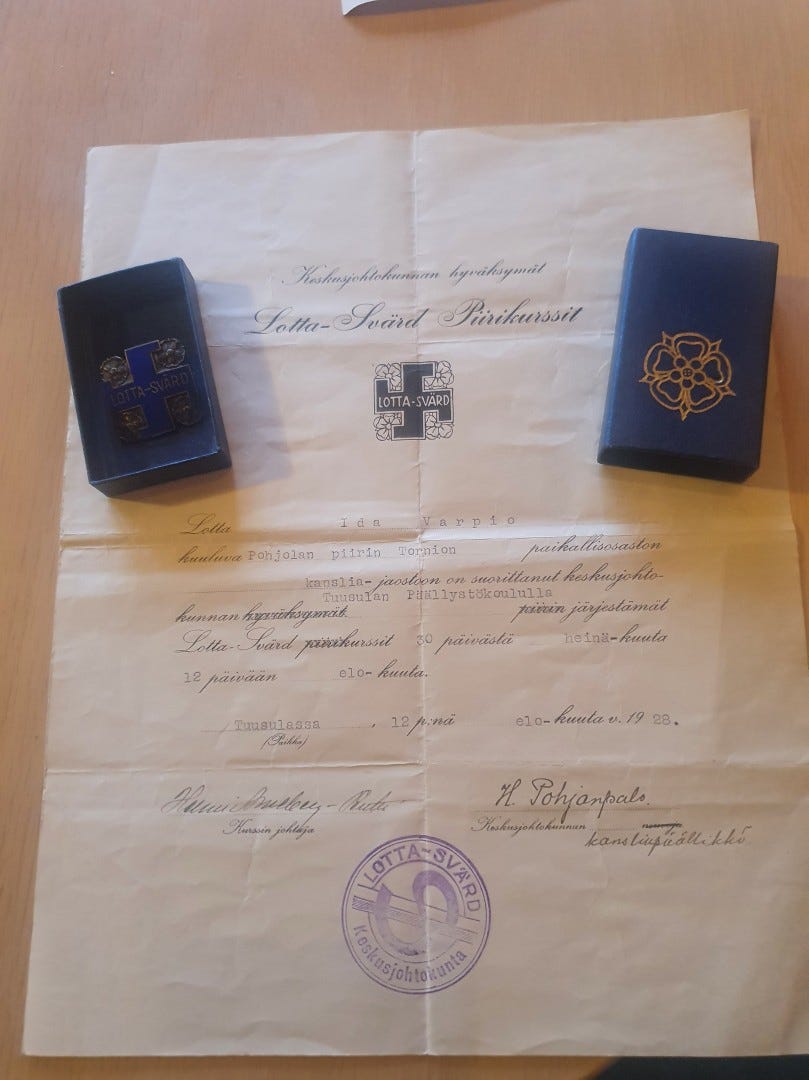 Keskusjohtokunnan hyväksymät
Lotta-Svärd Piirikurssit
LOTTA-SVÄRD
LOTTA-SVÄRD
Lotta Ida Varpio
kuuluva Pohjolan piirin Tornion paikallisosaston
kanslia-jaostoon on suorittanut keskusjohto-
Tuusulan Päällystökoululla
kunnan hyväksymät piirin järjestämät
Lotta-Svärd piirikurssit 30 päivästä heinä-kuuta
12 päivään elo-kuuta.
Tuusulassa, 12 p:nä elo-kuuta v. 1928.
(Paikka)
H. Pohjanpalo.
Kurssin johtaja
Keskusjohtokunnan
kansliapäällikkö
LOTTA-SVÄRD
Keskusjohtokunta